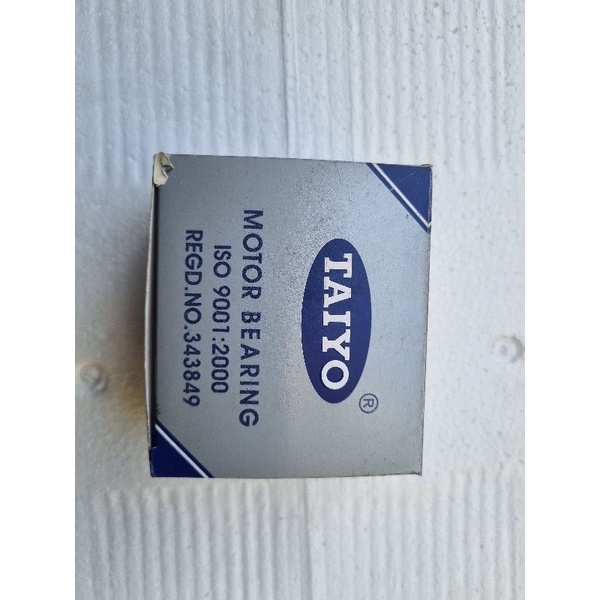 TAIYO
®
MOTOR BEARING
ISO 9001:2000
REGD.NO.343849